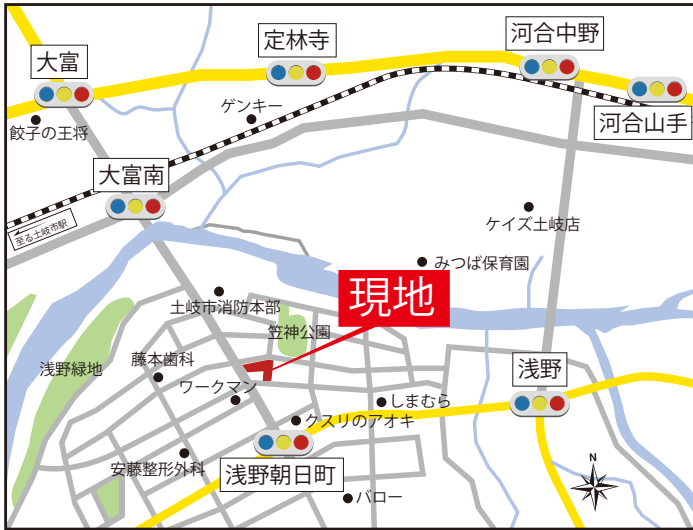 定林寺
河合中野
大富
河合山手
ゲンキー
餃子の王将
大富南
ケイズ土岐店
至る土岐市駅
みつば保育園
現地
土岐市消防本部
笠神公園
浅野緑地
藤本歯科
浅野
ワークマン
しまむら
クスリのアオキ
安藤整形外科
浅野朝日町
バロー
N